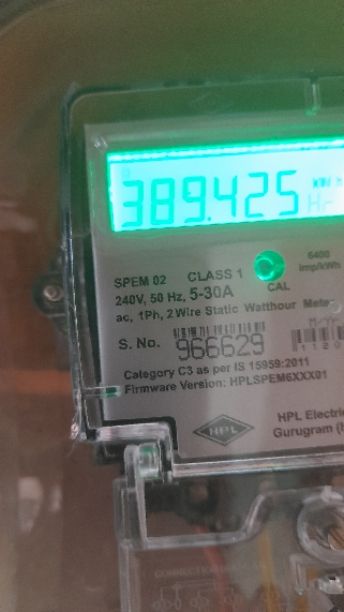 389.425 kWh
SPEM 02 CLASS 1
240V, 50 Hz, 5-30A CAL
6400
imp/kWh
ac, 1Ph, 2 Wire Static Watthour
S. No. 966629
Category C3 as per IS 15959:2011
Firmware Version: HPLSPEM6XXX01
HPL
HPL Electric
Gurugram